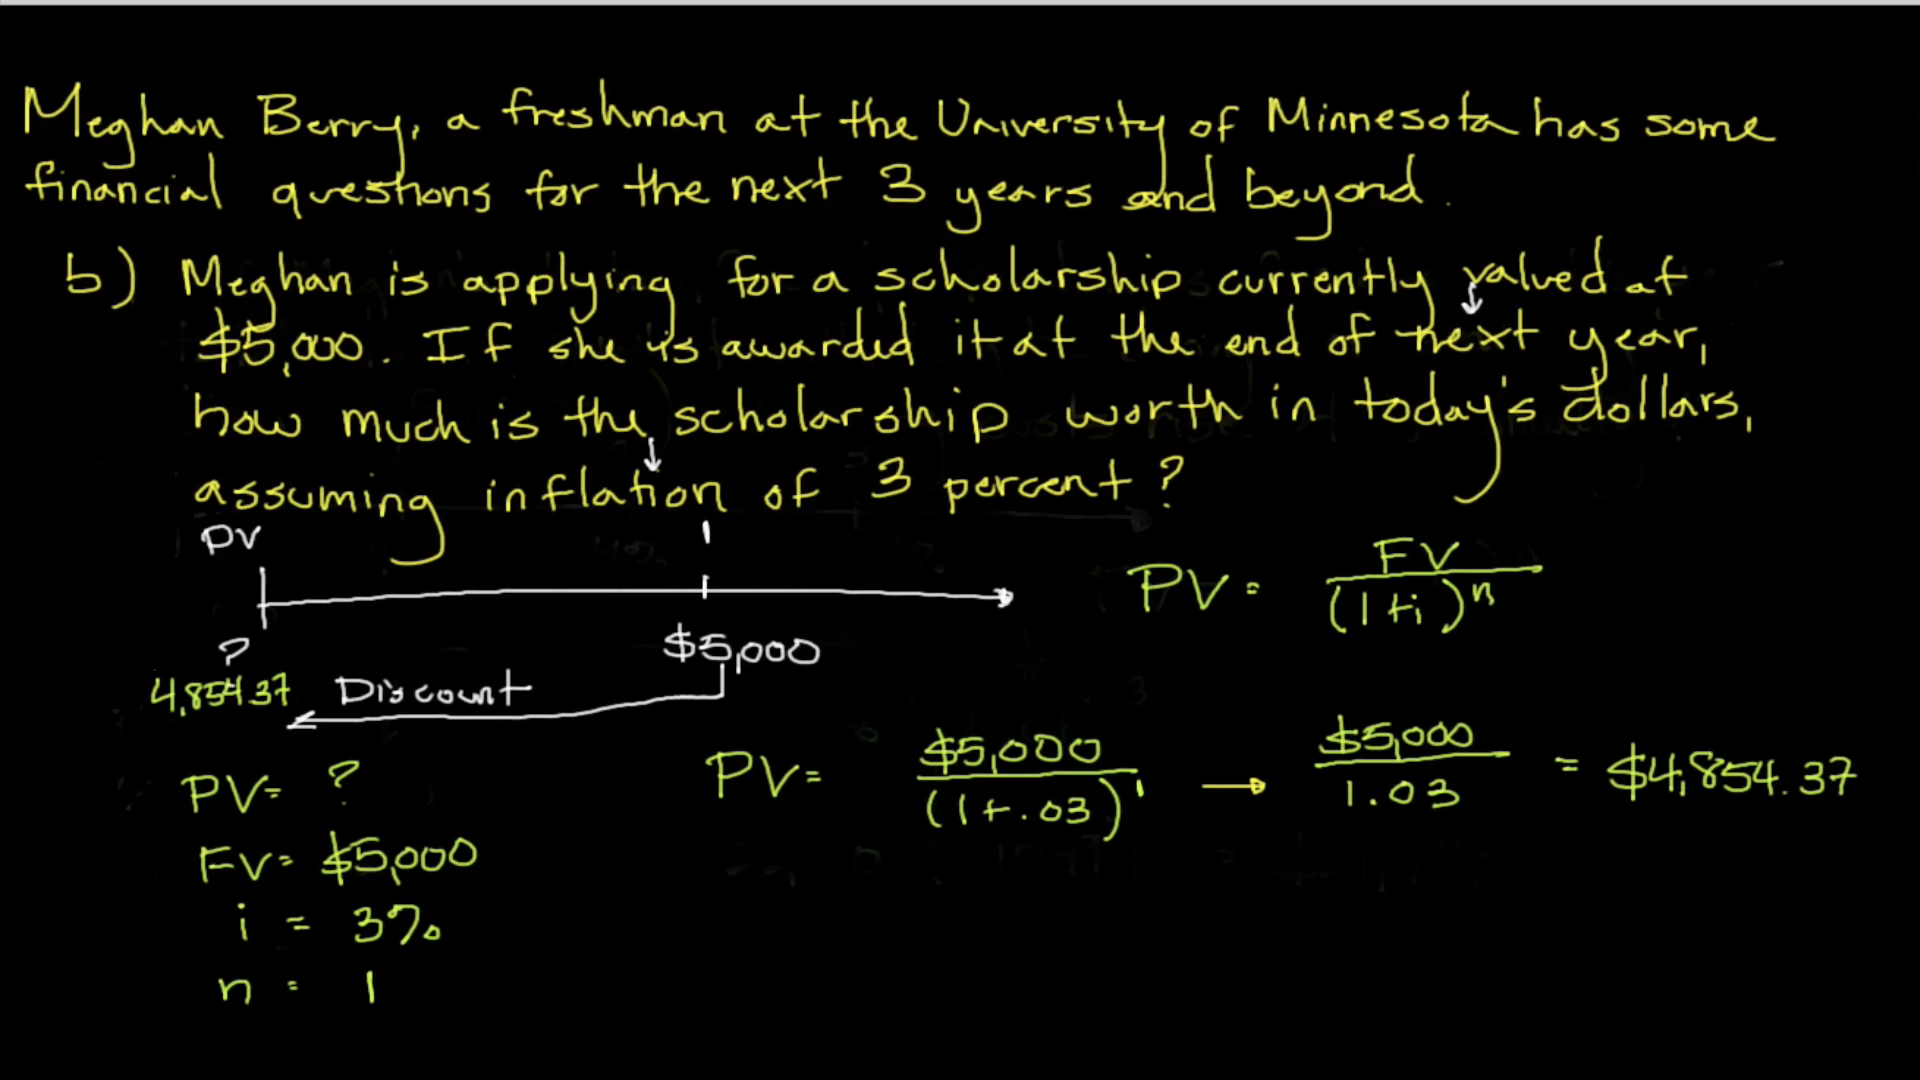 Meghan Berry, a freshman at the University of Minnesota has some
financial questions for the next 3 years and beyond.
b) Meghan is applying for a scholarship currently valued at
$5,000. If she is awarded it at the end of next year,
how much is the scholarship worth in today's dollars,
assuming inflation of 3 percent?
PV 1
PV = FV / (1+i)^n
? $5,000
4,854.37 Discount
PV = $5,000 / (1+.03)^1 → $5,000 / 1.03 = $4,854.37
PV = ?
FV = $5,000
i = 3%
n = 1